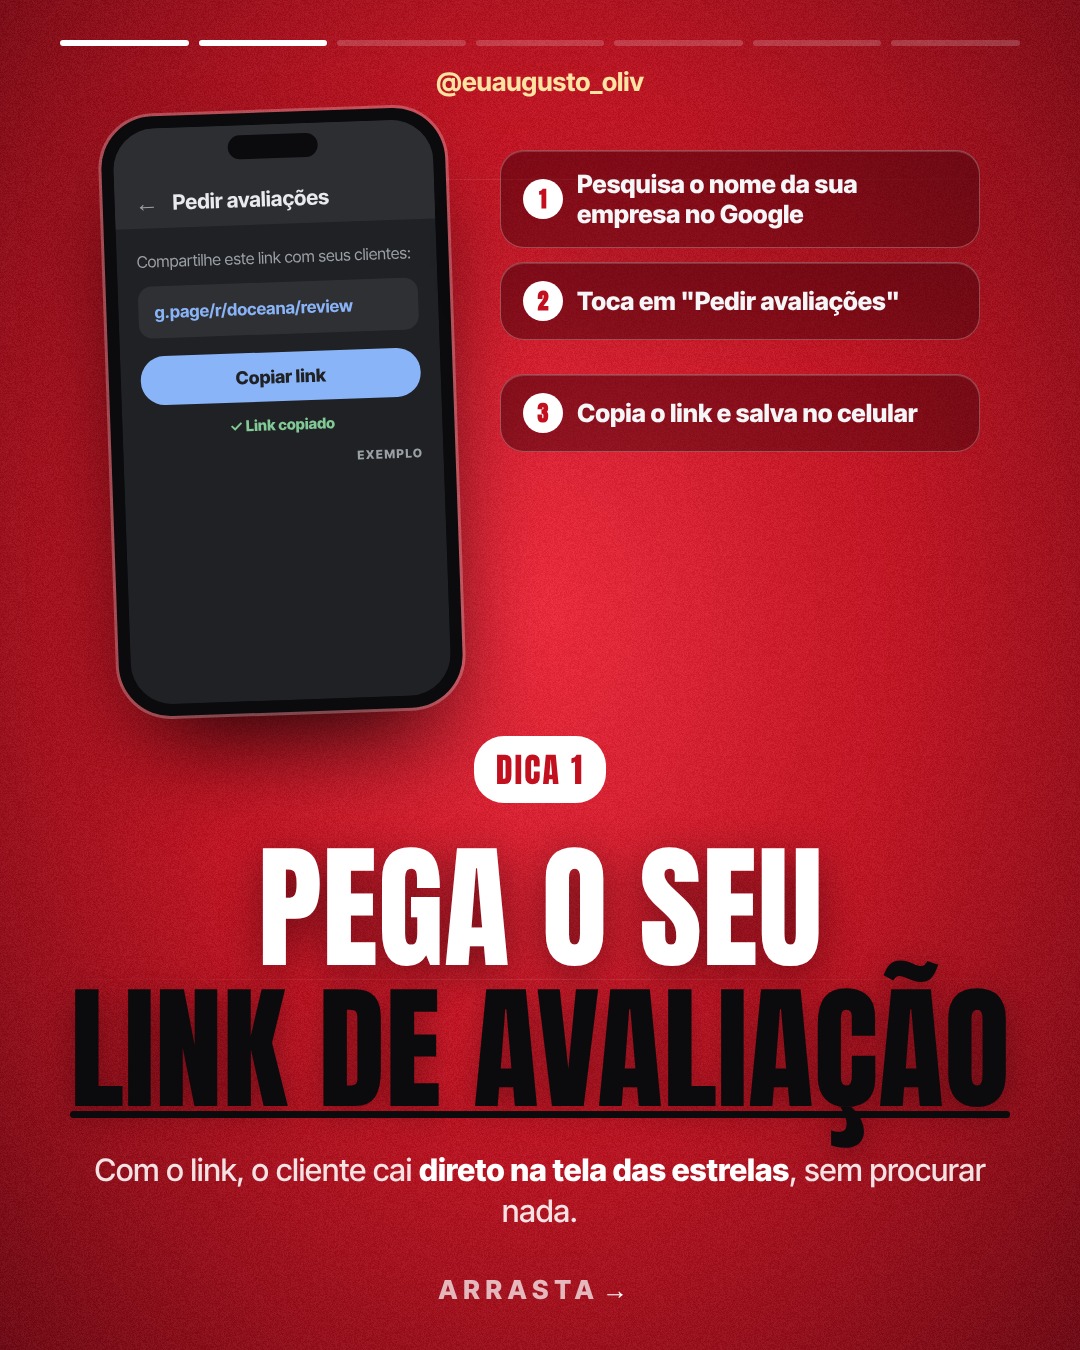 @euaugusto_oliv
← Pedir avaliações
Compartilhe este link com seus clientes:
g.page/r/doceana/review
Copiar link
✓ Link copiado
EXEMPLO
1 Pesquisa o nome da sua
empresa no Google
2 Toca em "Pedir avaliações"
3 Copia o link e salva no celular
DICA 1
PEGA O SEU
LINK DE AVALIAÇÃO
Com o link, o cliente cai direto na tela das estrelas, sem procurar
nada.
ARRASTA →